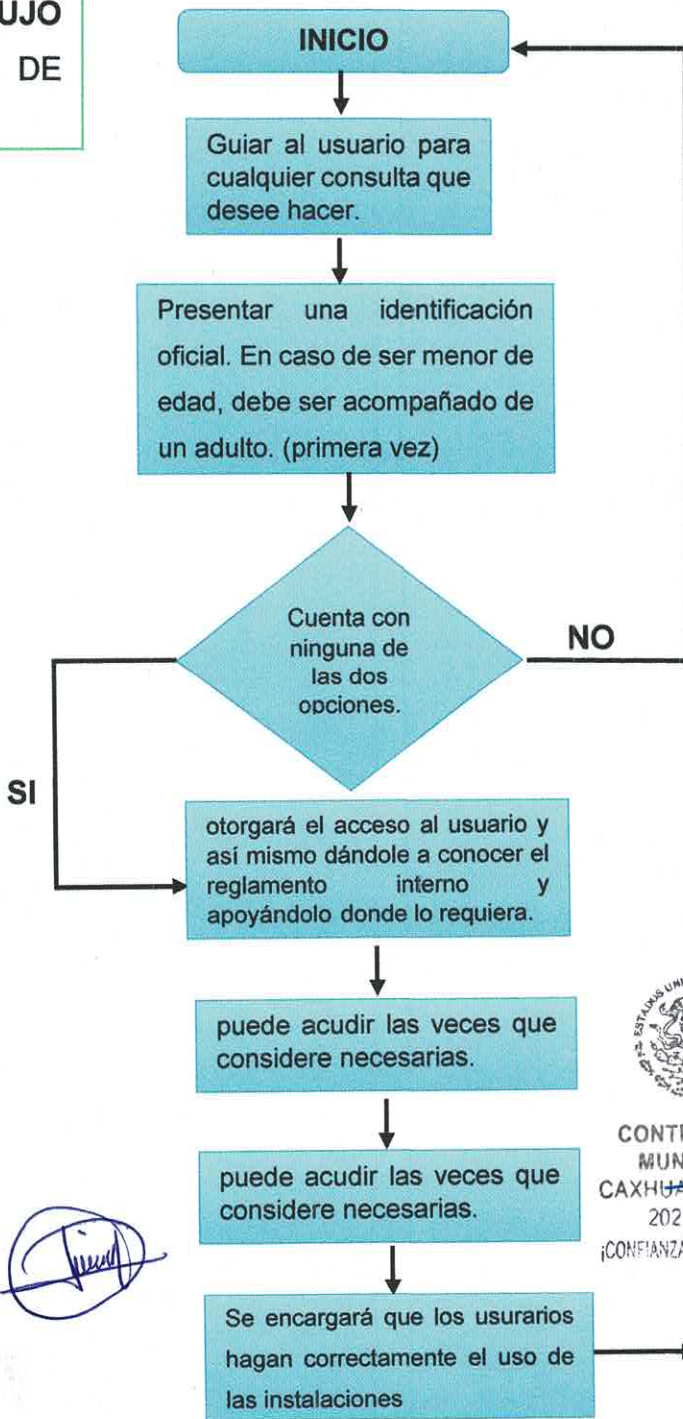 UJO
DE
INICIO
Guiar al usuario para
cualquier consulta que
desee hacer.
Presentar una identificación
oficial. En caso de ser menor de
edad, debe ser acompañado de
un adulto. (primera vez)
Cuenta con
ninguna de
las dos
opciones.
NO
SI
otorgará el acceso al usuario y
así mismo dándole a conocer el
reglamento interno y
apoyándolo donde lo requiera.
puede acudir las veces que
considere necesarias.
puede acudir las veces que
considere necesarias.
Se encargará que los usurarios
hagan correctamente el uso de
las instalaciones
ESTADOS UNI
CONT
MUN
CAXHUA
202
¡CONFIANZA